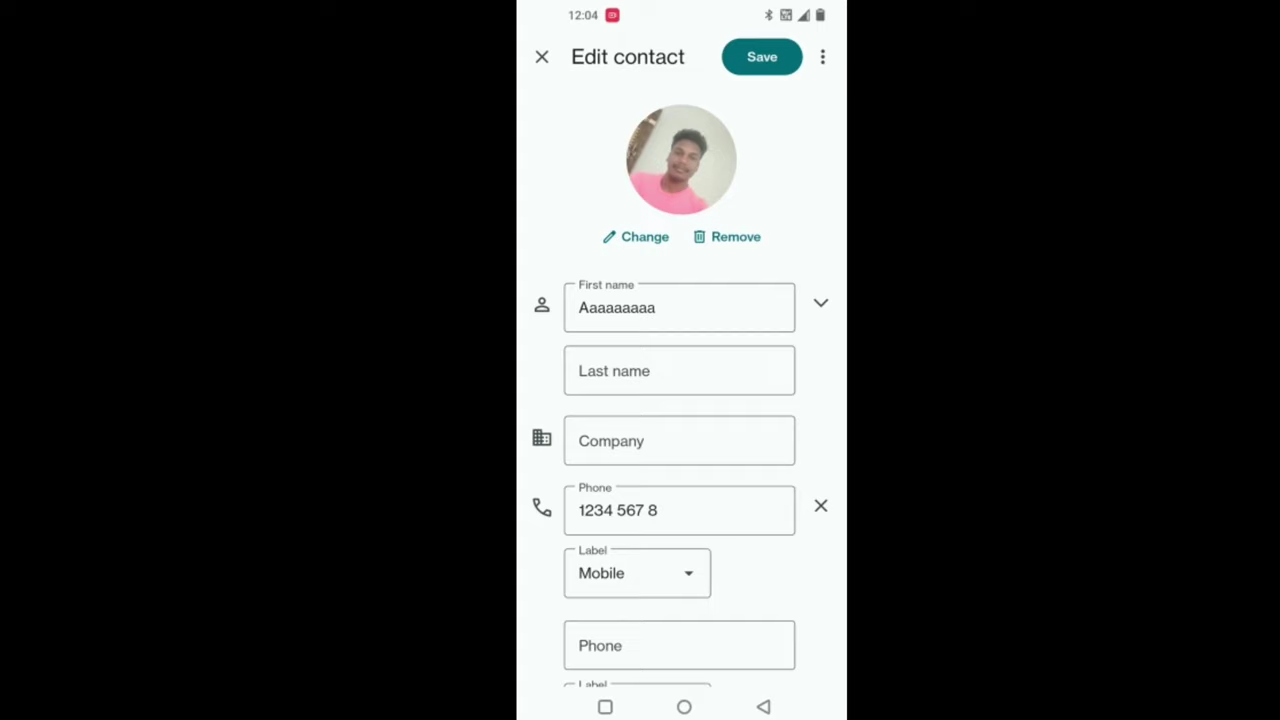 12:04
Edit contact
Save
Change
Remove
First name
Aaaaaaaaa
Last name
Company
Phone
1234 567 8
Label
Mobile
Phone
Label